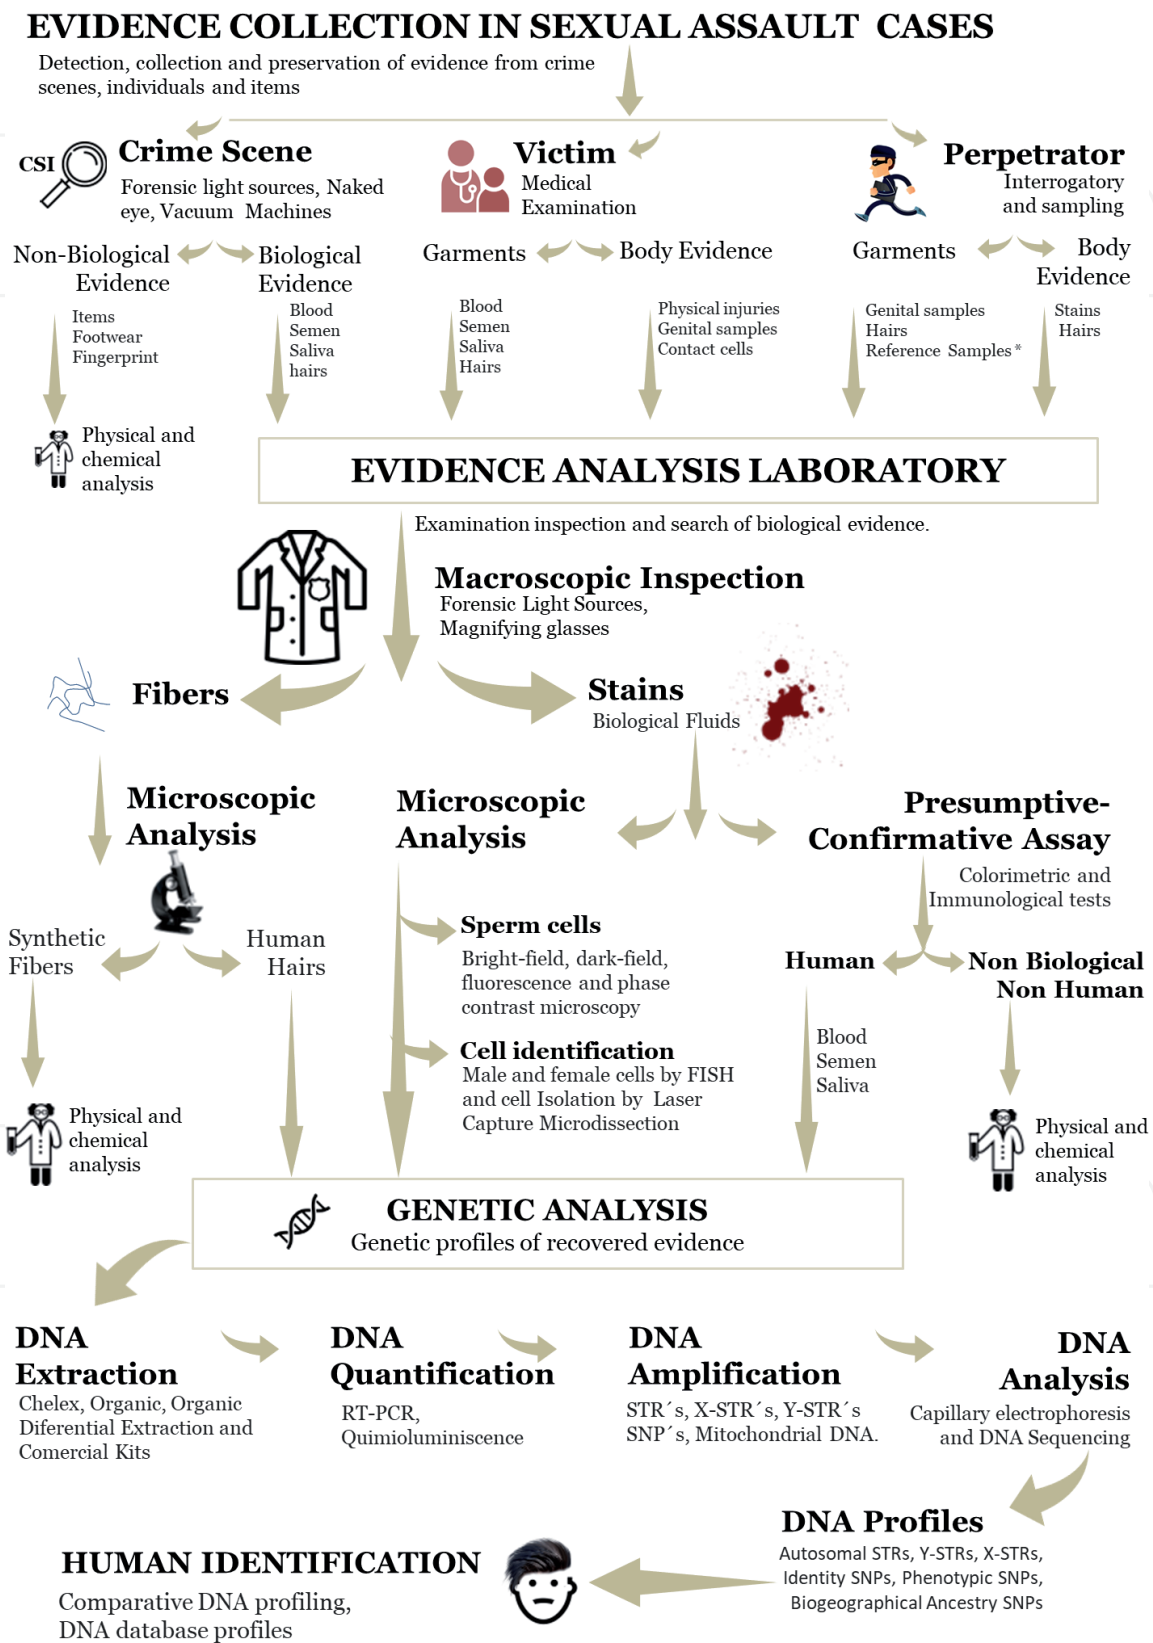 EVIDENCE COLLECTION IN SEXUAL ASSAULT CASES
Detection, collection and preservation of evidence from crime
scenes, individuals and items
CSI
Crime Scene
Forensic light sources, Naked
eye, Vacuum Machines
Victim
Medical
Examination
Perpetrator
Interrogatory
and sampling
Non-Biological
Evidence
Biological
Evidence
Garments
Body Evidence
Garments
Body
Evidence
Items
Footwear
Fingerprint
Blood
Semen
Saliva
hairs
Blood
Semen
Saliva
Hairs
Physical injuries
Genital samples
Contact cells
Genital samples
Hairs
Reference Samples *
Stains
Hairs
Physical and
chemical
analysis
EVIDENCE ANALYSIS LABORATORY
Examination inspection and search of biological evidence.
Macroscopic Inspection
Forensic Light Sources,
Magnifying glasses
Fibers
Stains
Biological Fluids
Microscopic
Analysis
Microscopic
Analysis
Presumptive-
Confirmative Assay
Colorimetric and
Immunological tests
Synthetic
Fibers
Human
Hairs
Sperm cells
Bright-field, dark-field,
fluorescence and phase
contrast microscopy
Cell identification
Male and female cells by FISH
and cell Isolation by Laser
Capture Microdissection
Human
Non Biological
Non Human
Blood
Semen
Saliva
Physical and
chemical
analysis
Physical and
chemical
analysis
GENETIC ANALYSIS
Genetic profiles of recovered evidence
DNA
Extraction
Chelex, Organic, Organic
Diferential Extraction and
Comercial Kits
DNA
Quantification
RT-PCR,
Quimioluminiscence
DNA
Amplification
STR´s, X-STR´s, Y-STR´s
SNP´s, Mitochondrial DNA.
DNA
Analysis
Capillary electrophoresis
and DNA Sequencing
DNA Profiles
Autosomal STRs, Y-STRs, X-STRs,
Identity SNPs, Phenotypic SNPs,
Biogeographical Ancestry SNPs
HUMAN IDENTIFICATION
Comparative DNA profiling,
DNA database profiles